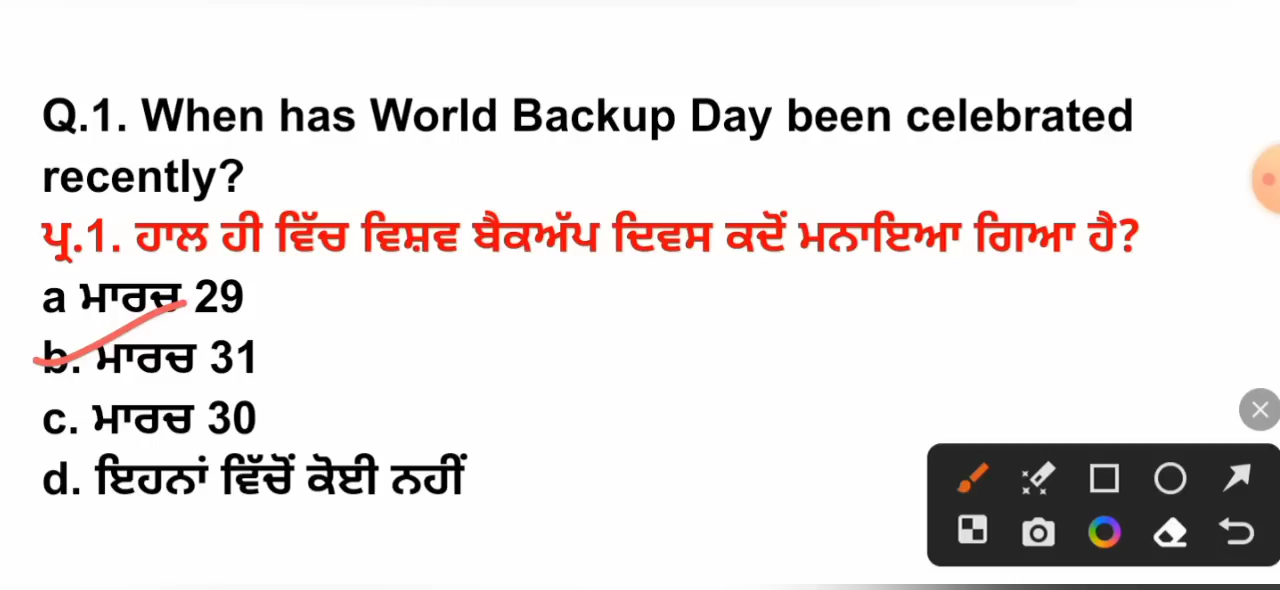 Q.1. When has World Backup Day been celebrated
recently?
ਪ੍ਰ.1. ਹਾਲ ਹੀ ਵਿੱਚ ਵਿਸ਼ਵ ਬੈਕਅੱਪ ਦਿਵਸ ਕਦੋਂ ਮਨਾਇਆ ਗਿਆ ਹੈ?
a ਮਾਰਚ 29
b. ਮਾਰਚ 31
c. ਮਾਰਚ 30
d. ਇਹਨਾਂ ਵਿੱਚੋਂ ਕੋਈ ਨਹੀਂ